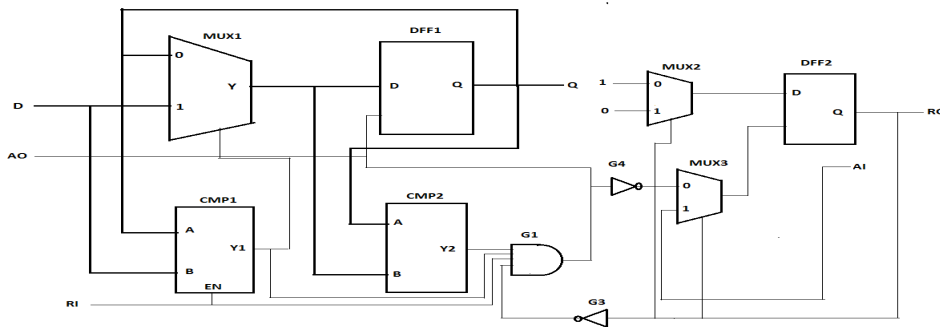 MUX1
DFF1
MUX2
DFF2
0
Y
D
Q
Q
1
0
D
D
1
0
1
Q
RO
AO
G4
MUX3
AI
CMP1
CMP2
0
G1
1
A
A
Y1
Y2
B
B
EN
RI
G3